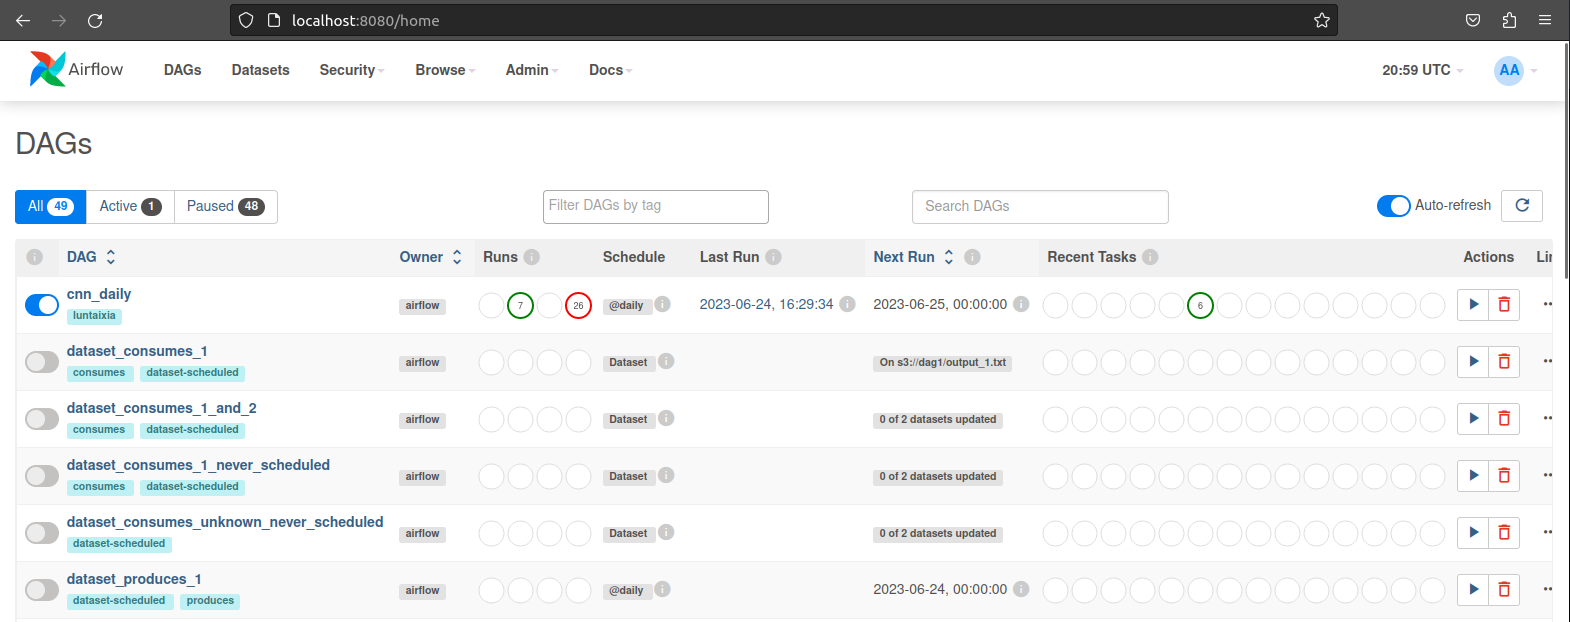 localhost:8080/home
Airflow DAGs Datasets Security Browse Admin Docs 20:59 UTC AA
DAGs
All 49 Active 1 Paused 48 Filter DAGs by tag Search DAGs Auto-refresh
DAG Owner Runs Schedule Last Run Next Run Recent Tasks Actions
cnn_daily
luntaixia
airflow 7 26 @daily 2023-06-24, 16:29:34 2023-06-25, 00:00:00 6
dataset_consumes_1
consumes dataset-scheduled
airflow Dataset On s3://dag1/output_1.txt
dataset_consumes_1_and_2
consumes dataset-scheduled
airflow Dataset 0 of 2 datasets updated
dataset_consumes_1_never_scheduled
consumes dataset-scheduled
airflow Dataset 0 of 2 datasets updated
dataset_consumes_unknown_never_scheduled
dataset-scheduled
airflow Dataset 0 of 2 datasets updated
dataset_produces_1
dataset-scheduled produces
airflow @daily 2023-06-24, 00:00:00